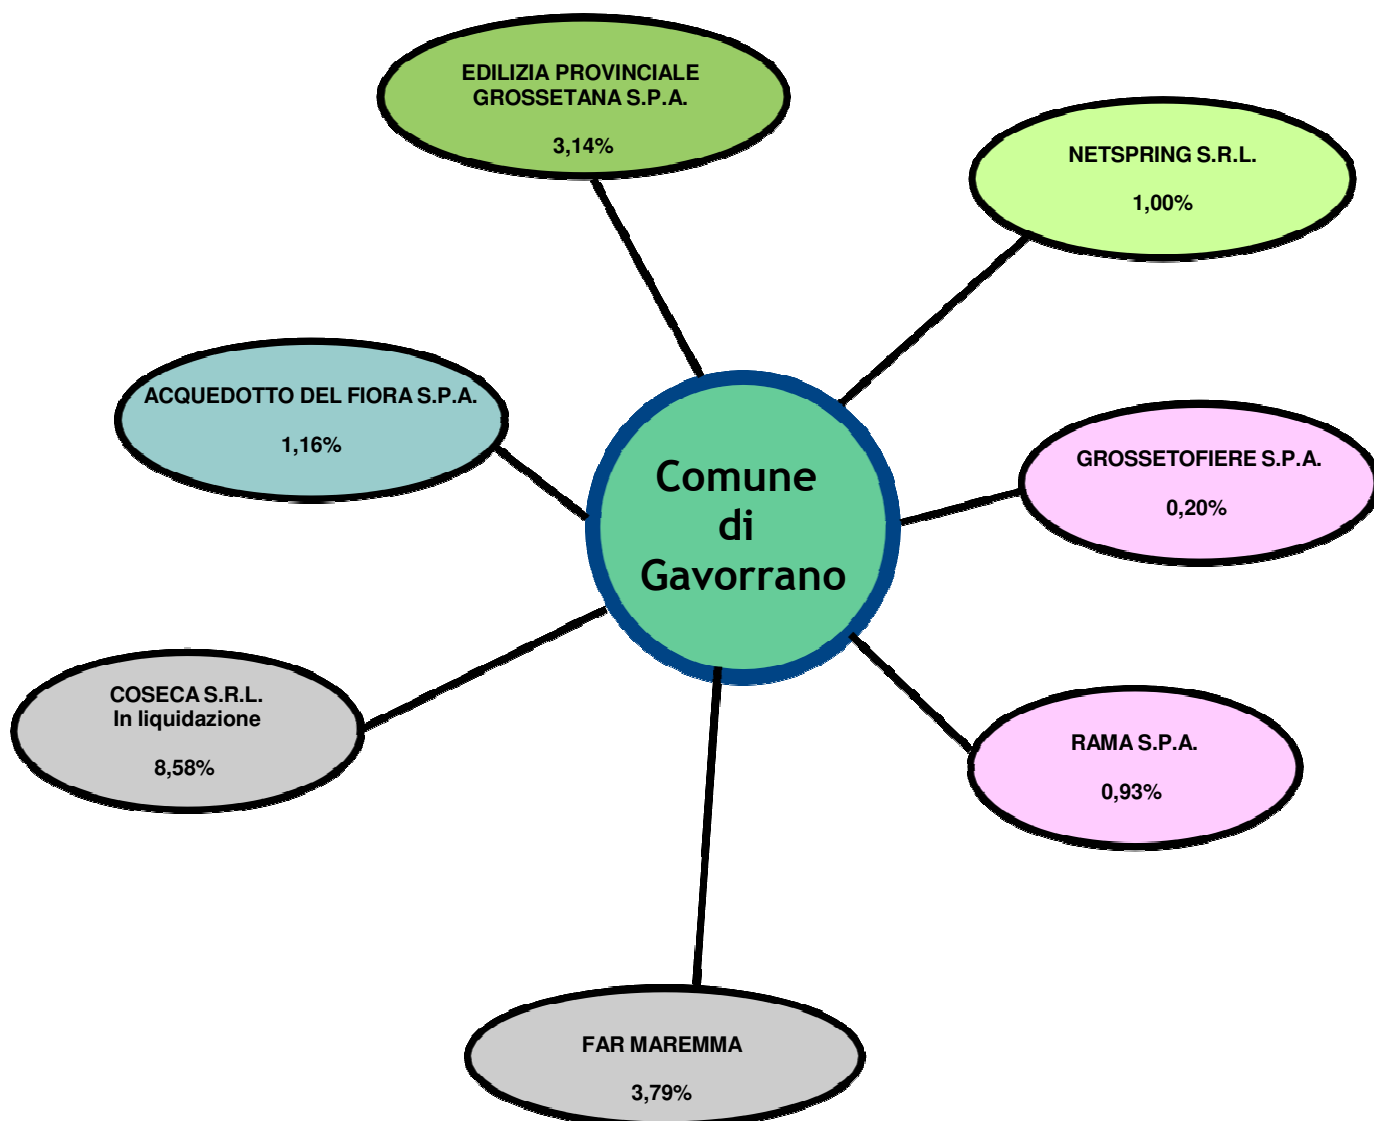 EDILIZIA PROVINCIALE
GROSSETANA S.P.A.
3,14%
NETSPRING S.R.L.
1,00%
ACQUEDOTTO DEL FIORA S.P.A.
1,16%
GROSSETOFIERE S.P.A.
0,20%
Comune
di
Gavorrano
COSECA S.R.L.
In liquidazione
8,58%
RAMA S.P.A.
0,93%
FAR MAREMMA
3,79%